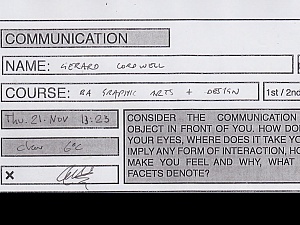 COMMUNICATION
NAME: GERARD CORDWELL
COURSE: BA GRAPHIC ARTS + DESIGN
1st / 2nd
Thu. 21. Nov 13:23
clear 6°C
X
CONSIDER THE COMMUNICATION
OBJECT IN FRONT OF YOU. HOW DO
YOUR EYES, WHERE DOES IT TAKE YO
IMPLY ANY FORM OF INTERACTION, HO
MAKE YOU FEEL AND WHY, WHAT
FACETS DENOTE?